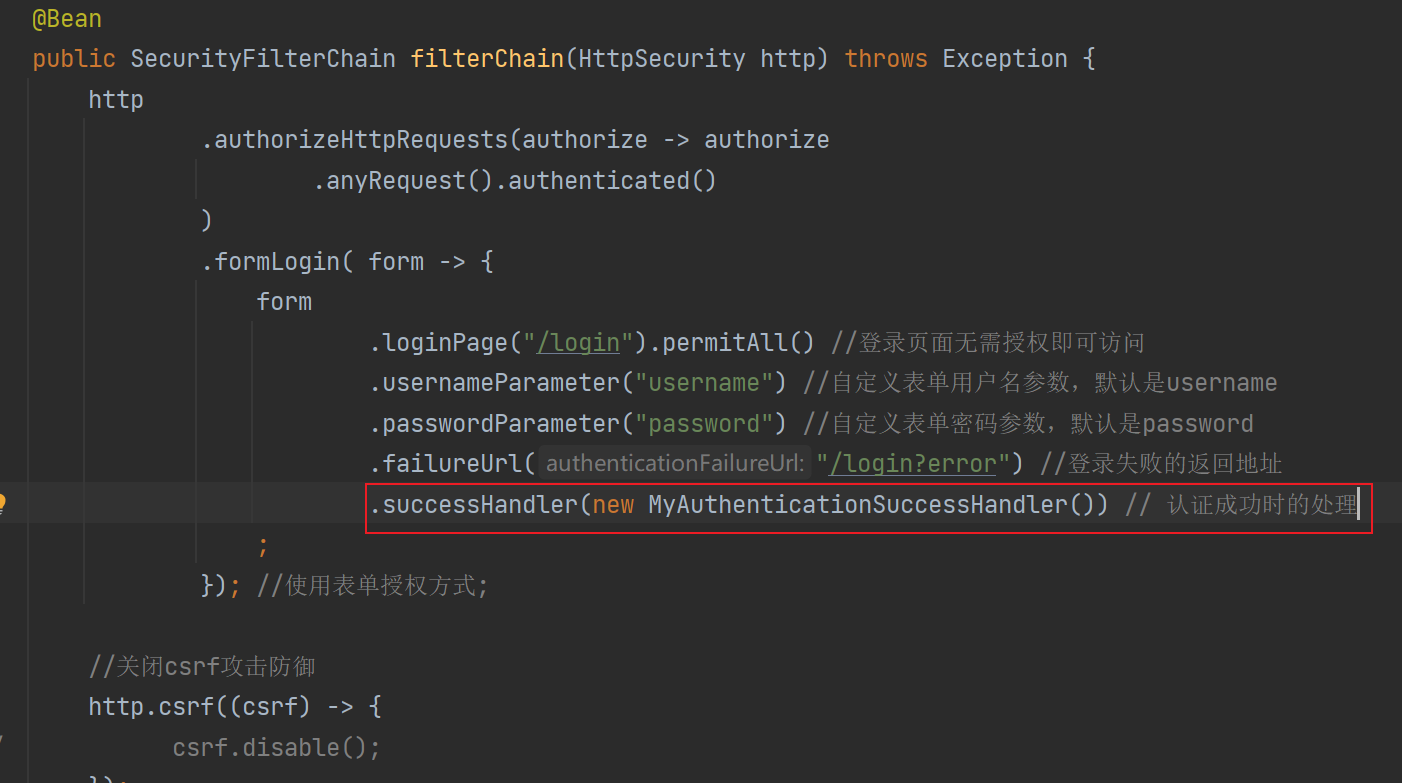 @Bean
public SecurityFilterChain filterChain(HttpSecurity http) throws Exception {
http
.authorizeHttpRequests(authorize -> authorize
.anyRequest().authenticated()
)
.formLogin( form -> {
form
.loginPage("/login").permitAll() //登录页面无需授权即可访问
.usernameParameter("username") //自定义表单用户名参数，默认是username
.passwordParameter("password") //自定义表单密码参数，默认是password
.failureUrl( authenticationFailureUrl: "/login?error") //登录失败的返回地址
.successHandler(new MyAuthenticationSuccessHandler()) // 认证成功时的处理
;
}); //使用表单授权方式;
//关闭csrf攻击防御
http.csrf((csrf) -> {
csrf.disable();
});